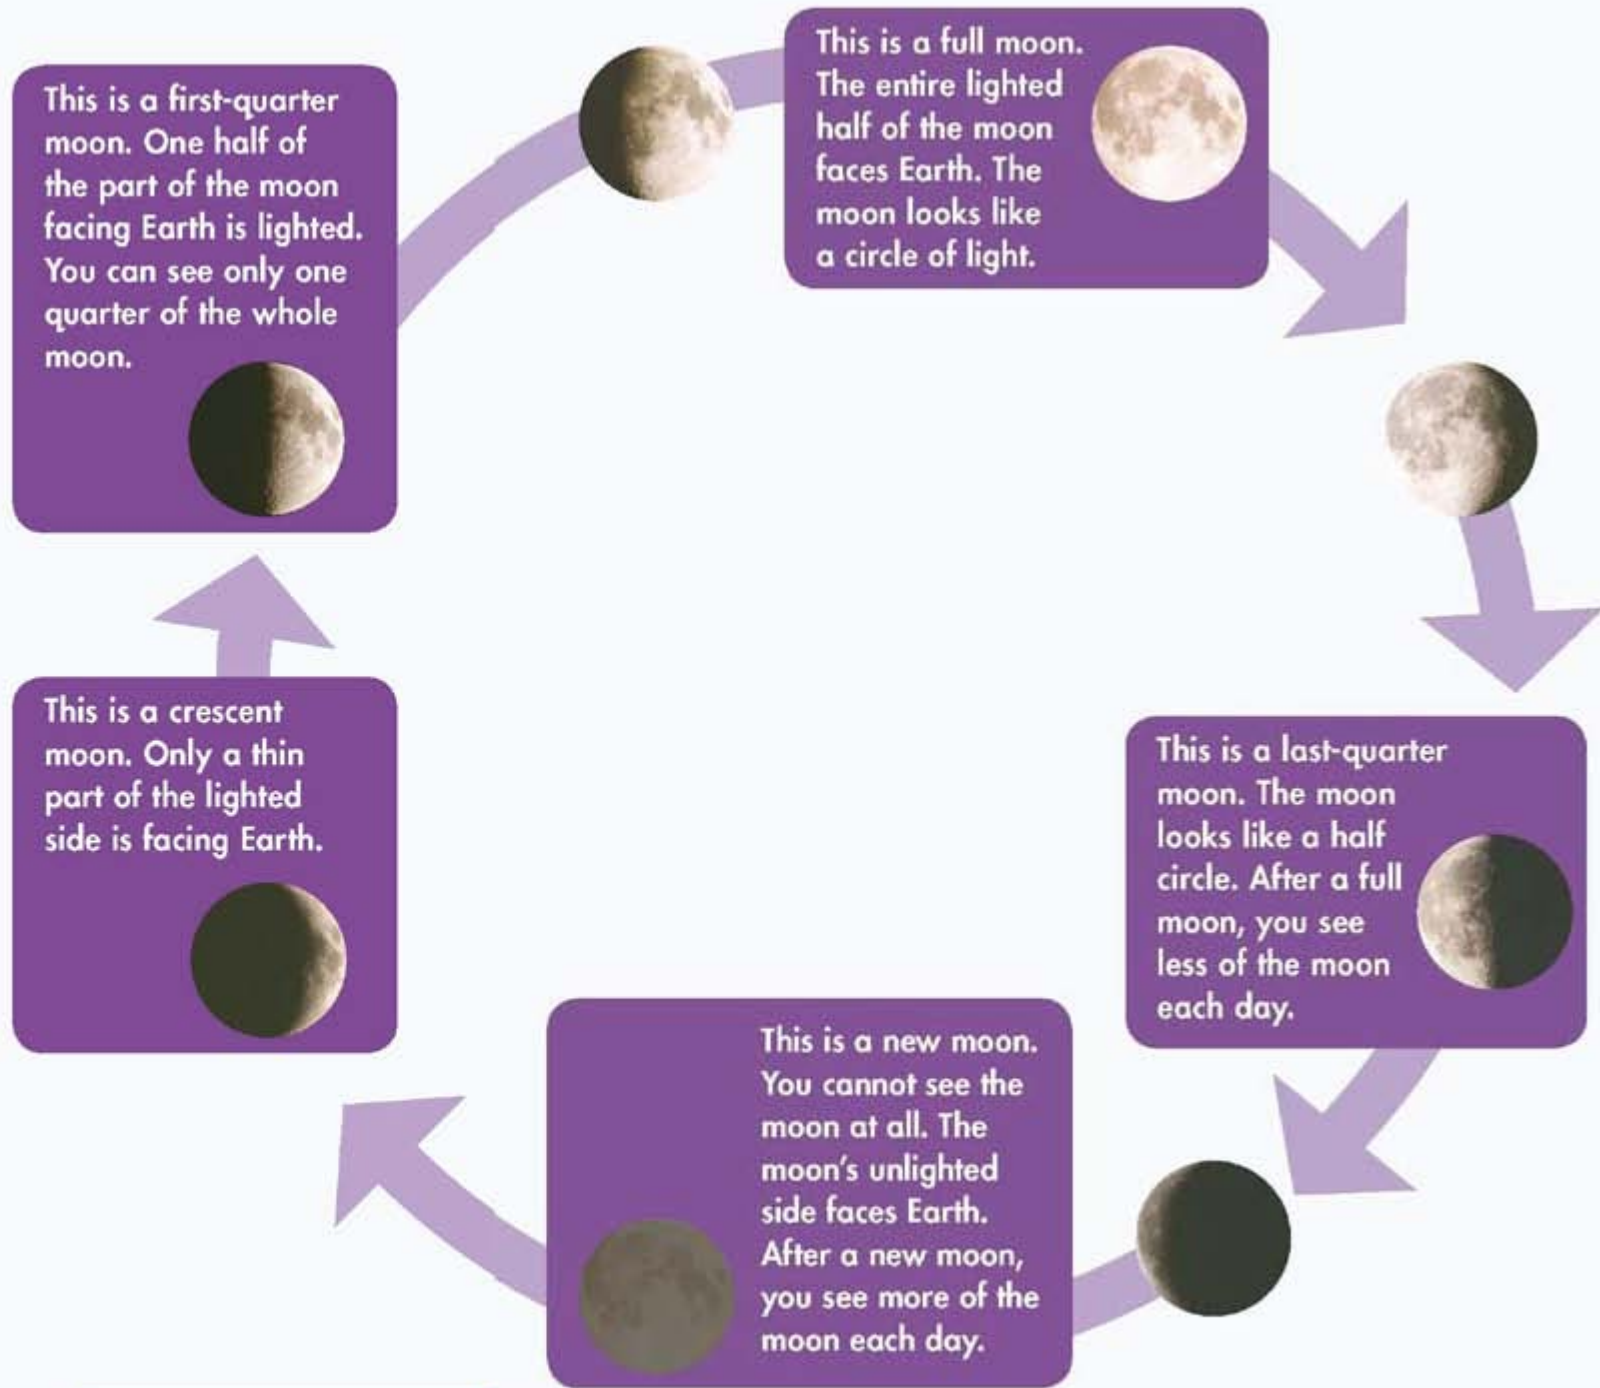 This is a first-quarter
moon. One half of
the part of the moon
facing Earth is lighted.
You can see only one
quarter of the whole
moon.
This is a full moon.
The entire lighted
half of the moon
faces Earth. The
moon looks like
a circle of light.
This is a last-quarter
moon. The moon
looks like a half
circle. After a full
moon, you see
less of the moon
each day.
This is a new moon.
You cannot see the
moon at all. The
moon's unlighted
side faces Earth.
After a new moon,
you see more of the
moon each day.
This is a crescent
moon. Only a thin
part of the lighted
side is facing Earth.